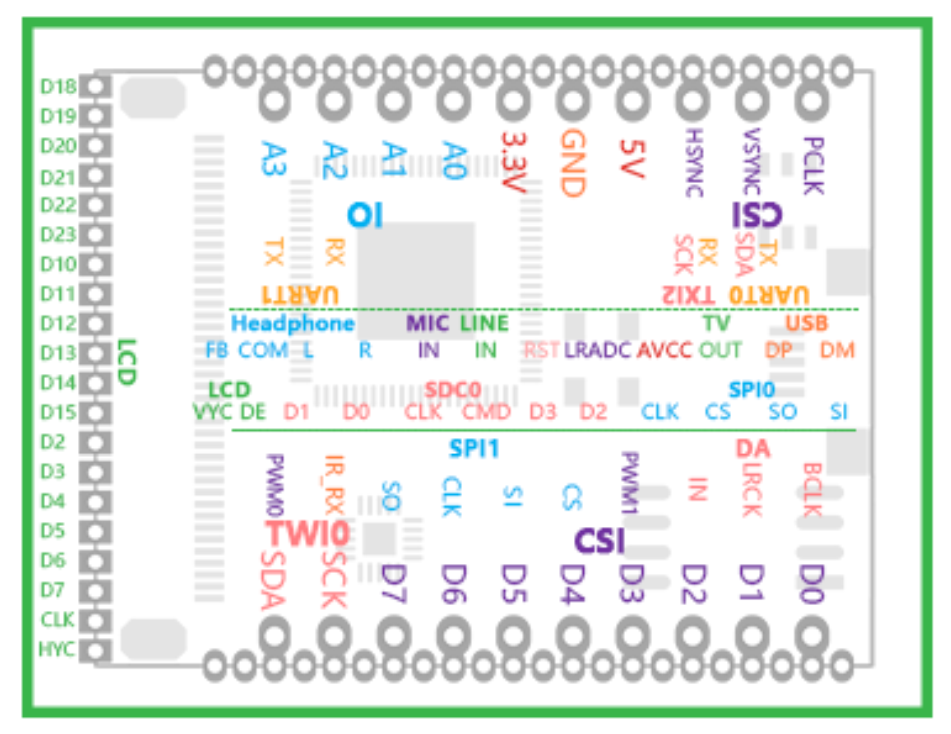 D18
D19
D20
D21
D22
D23
D10
D11
D12
D13
D14
D15
D2
D3
D4
D5
D6
D7
CLK
HYC
LCD
A3 A2 A1 A0 3.3V GND 5V HSYNC VSYNC PCLK
IO CSI
TX RX SCK RX SDA TX
UART1 TXI2 UART0
Headphone MIC LINE TV USB
FB COM L R IN IN RST LRADC AVCC OUT DP DM
LCD SDC0 SPI0
VYC DE D1 D0 CLK CMD D3 D2 CLK CS SO SI
SPI1 DA
PWM0 IR_RX SO CLK SI CS PWM1 IN LRCK BCLK
TWI0 CSI
SDA SCK D7 D6 D5 D4 D3 D2 D1 D0